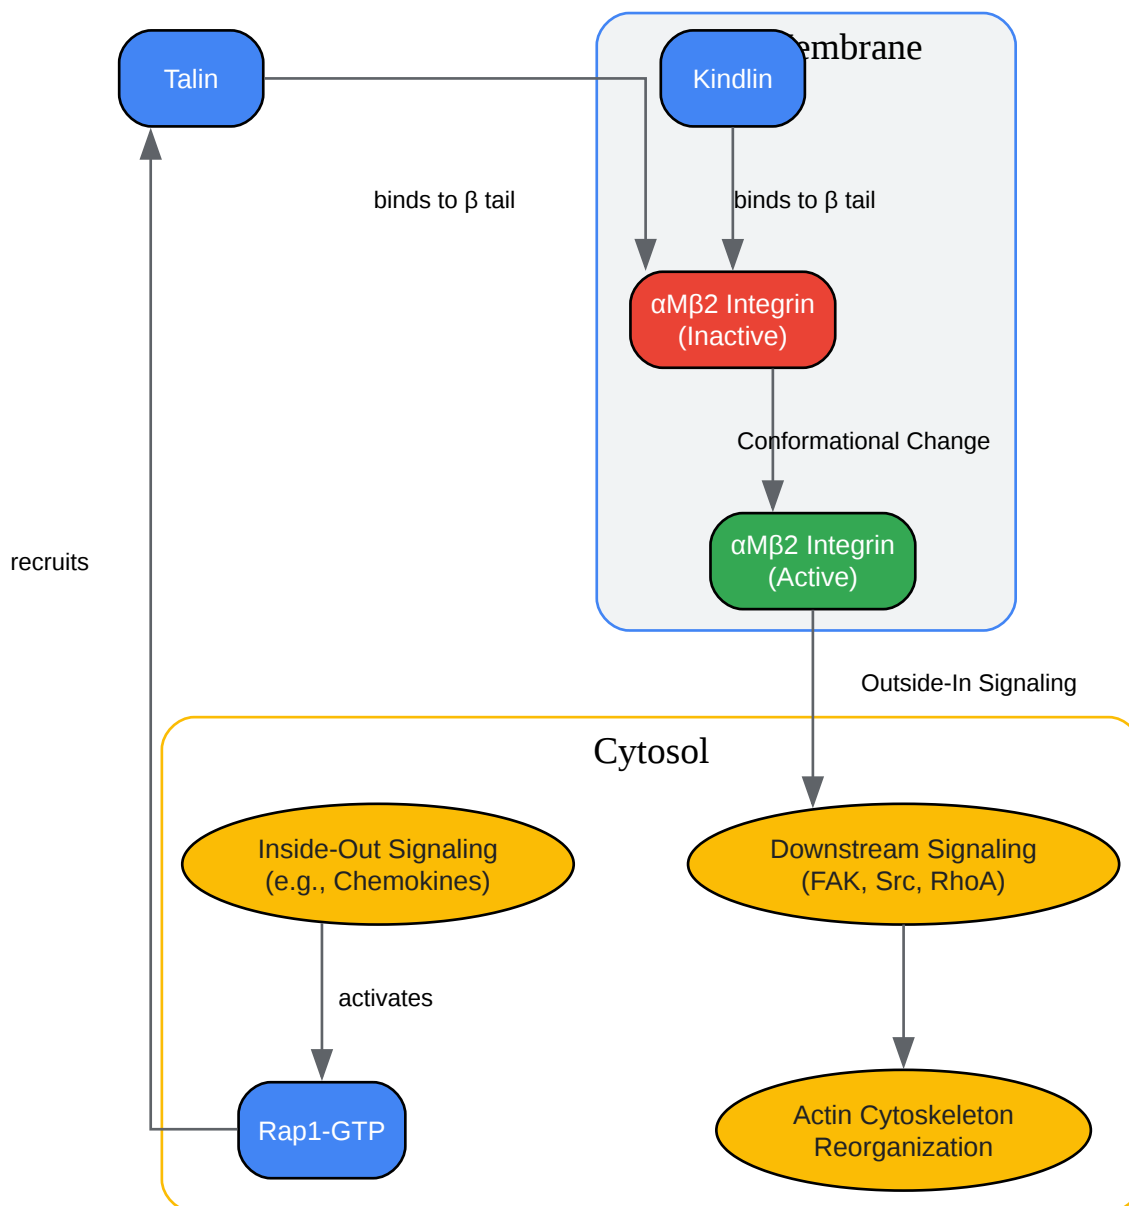 Talin
Kindlin
embrane
binds to β tail
binds to β tail
αMβ2 Integrin
(Inactive)
Conformational Change
αMβ2 Integrin
(Active)
recruits
Outside-In Signaling
Cytosol
Inside-Out Signaling
(e.g., Chemokines)
Downstream Signaling
(FAK, Src, RhoA)
activates
Rap1-GTP
Actin Cytoskeleton
Reorganization